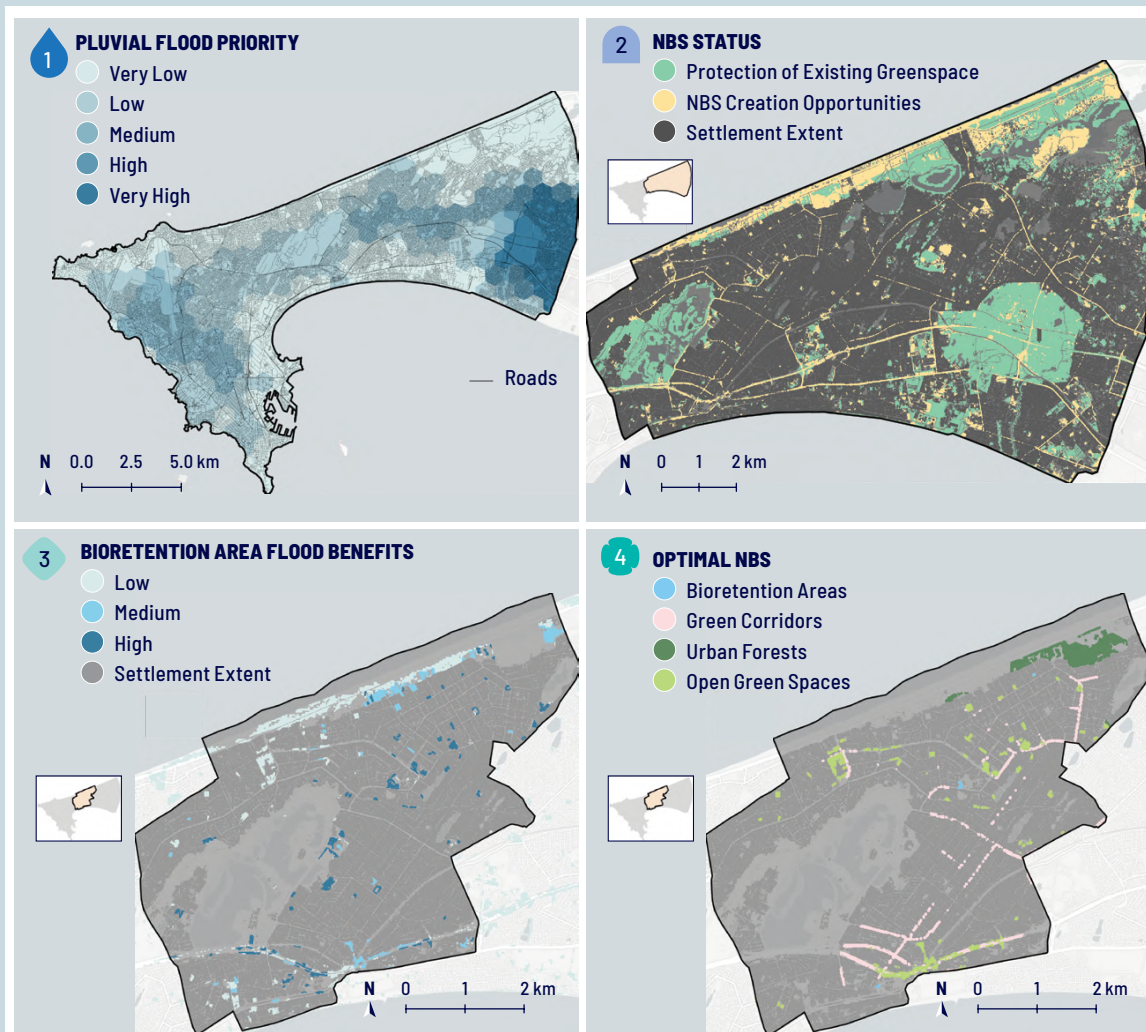 1
PLUVIAL FLOOD PRIORITY
Very Low
Low
Medium
High
Very High
Roads
N 0.0 2.5 5.0 km
2
NBS STATUS
Protection of Existing Greenspace
NBS Creation Opportunities
Settlement Extent
N 0 1 2 km
3
BIORETENTION AREA FLOOD BENEFITS
Low
Medium
High
Settlement Extent
N 0 1 2 km
4
OPTIMAL NBS
Bioretention Areas
Green Corridors
Urban Forests
Open Green Spaces
N 0 1 2 km